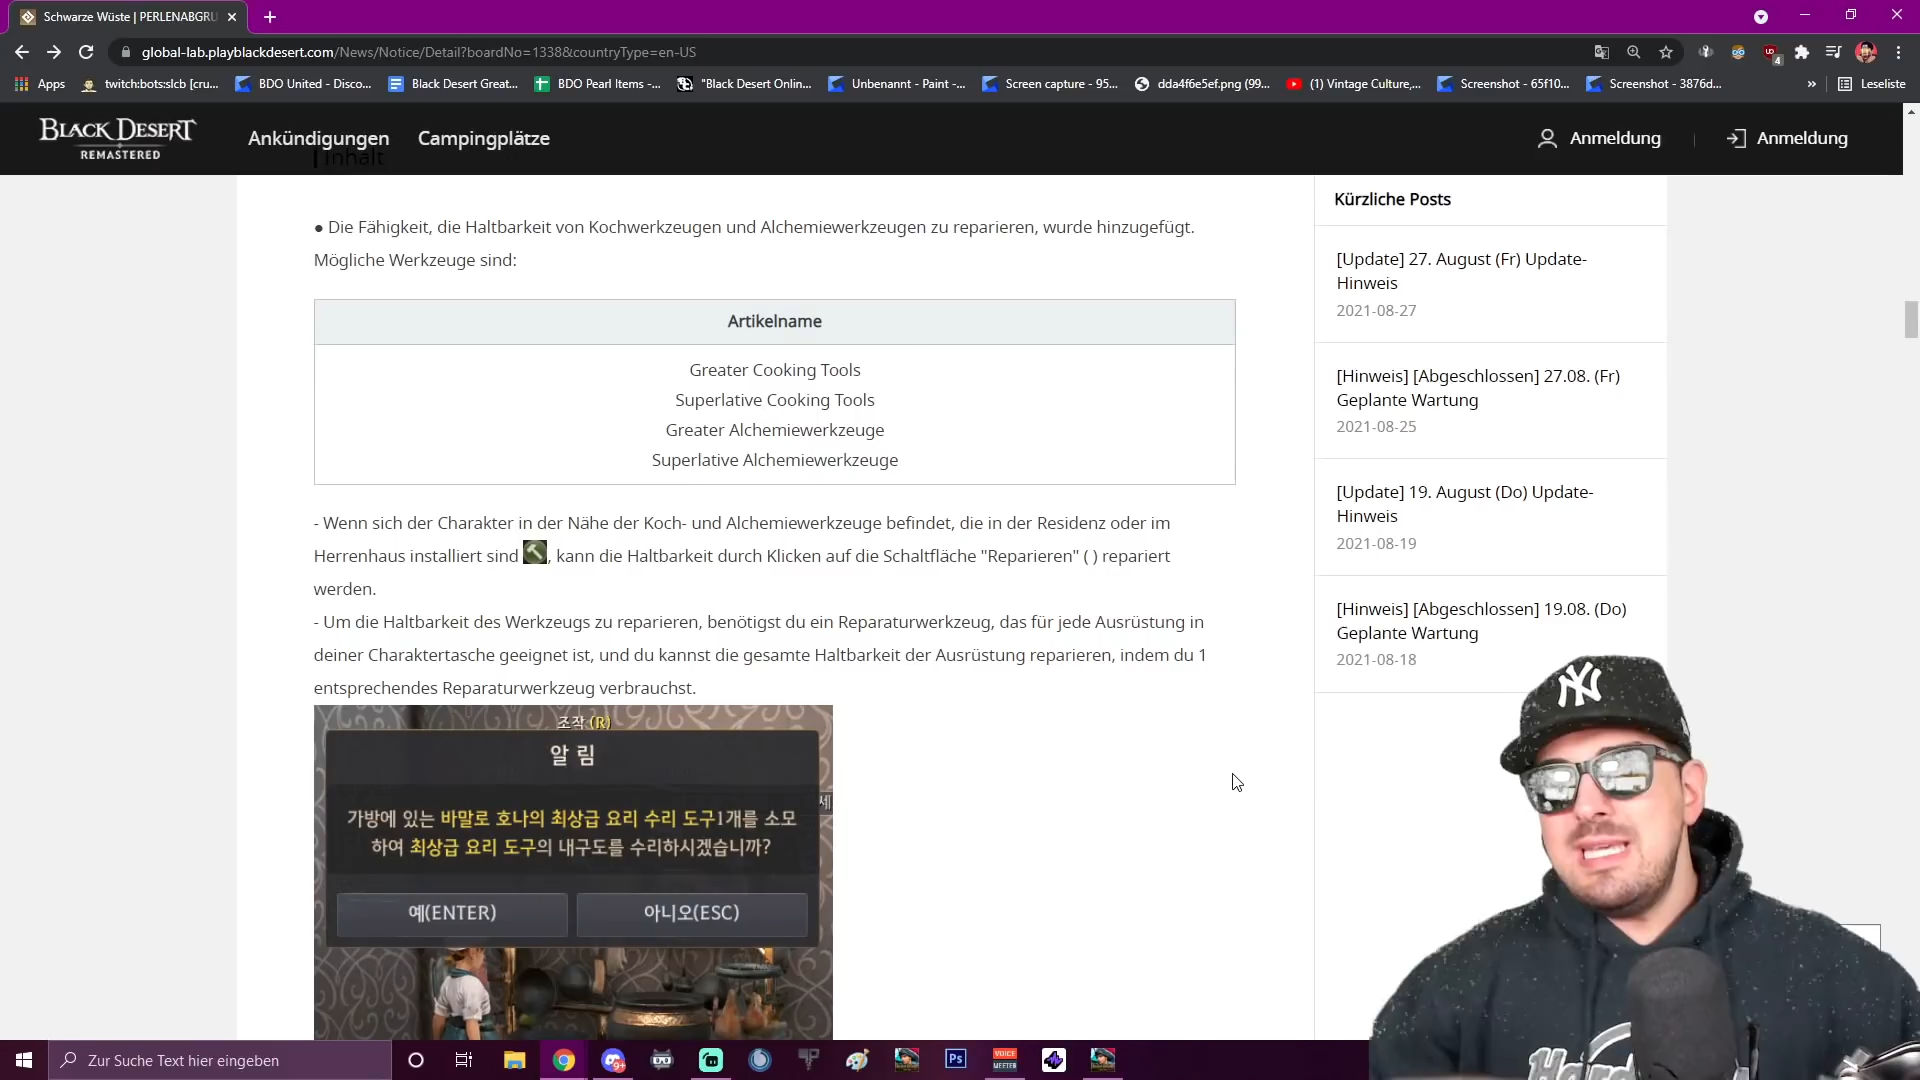 Schwarze Wüste | PERLENABGRU
global-lab.playblackdesert.com/News/Notice/Detail?boardNo=1338&countryType=en-US
4
Apps
twitch:bots:slcb [cru...
BDO United - Disco...
Black Desert Great...
BDO Pearl Items -...
"Black Desert Onlin...
Unbenannt - Paint -...
Screen capture - 95...
dda4f6e5ef.png (99...
(1) Vintage Culture,...
Screenshot - 65f10...
Screenshot - 3876d...
»
Leseliste
BLACK DESERT
REMASTERED
Ankündigungen
Campingplätze
Anmeldung
Anmeldung
Inhalt
● Die Fähigkeit, die Haltbarkeit von Kochwerkzeugen und Alchemiewerkzeugen zu reparieren, wurde hinzugefügt.
Mögliche Werkzeuge sind:
Artikelname
Greater Cooking Tools
Superlative Cooking Tools
Greater Alchemiewerkzeuge
Superlative Alchemiewerkzeuge
- Wenn sich der Charakter in der Nähe der Koch- und Alchemiewerkzeuge befindet, die in der Residenz oder im
Herrenhaus installiert sind , kann die Haltbarkeit durch Klicken auf die Schaltfläche "Reparieren" ( ) repariert
werden.
- Um die Haltbarkeit des Werkzeugs zu reparieren, benötigst du ein Reparaturwerkzeug, das für jede Ausrüstung in
deiner Charaktertasche geeignet ist, und du kannst die gesamte Haltbarkeit der Ausrüstung reparieren, indem du 1
entsprechendes Reparaturwerkzeug verbrauchst.
조작 (R)
알 림
세
가방에 있는 바말로 호나의 최상급 요리 수리 도구1개를 소모
하여 최상급 요리 도구의 내구도를 수리하시겠습니까?
예(ENTER)
아니오(ESC)
Kürzliche Posts
[Update] 27. August (Fr) Update-
Hinweis
2021-08-27
[Hinweis] [Abgeschlossen] 27.08. (Fr)
Geplante Wartung
2021-08-25
[Update] 19. August (Do) Update-
Hinweis
2021-08-19
[Hinweis] [Abgeschlossen] 19.08. (Do)
Geplante Wartung
2021-08-18
NY
Zur Suche Text hier eingeben
9+
Ps
VOICE
MEETER